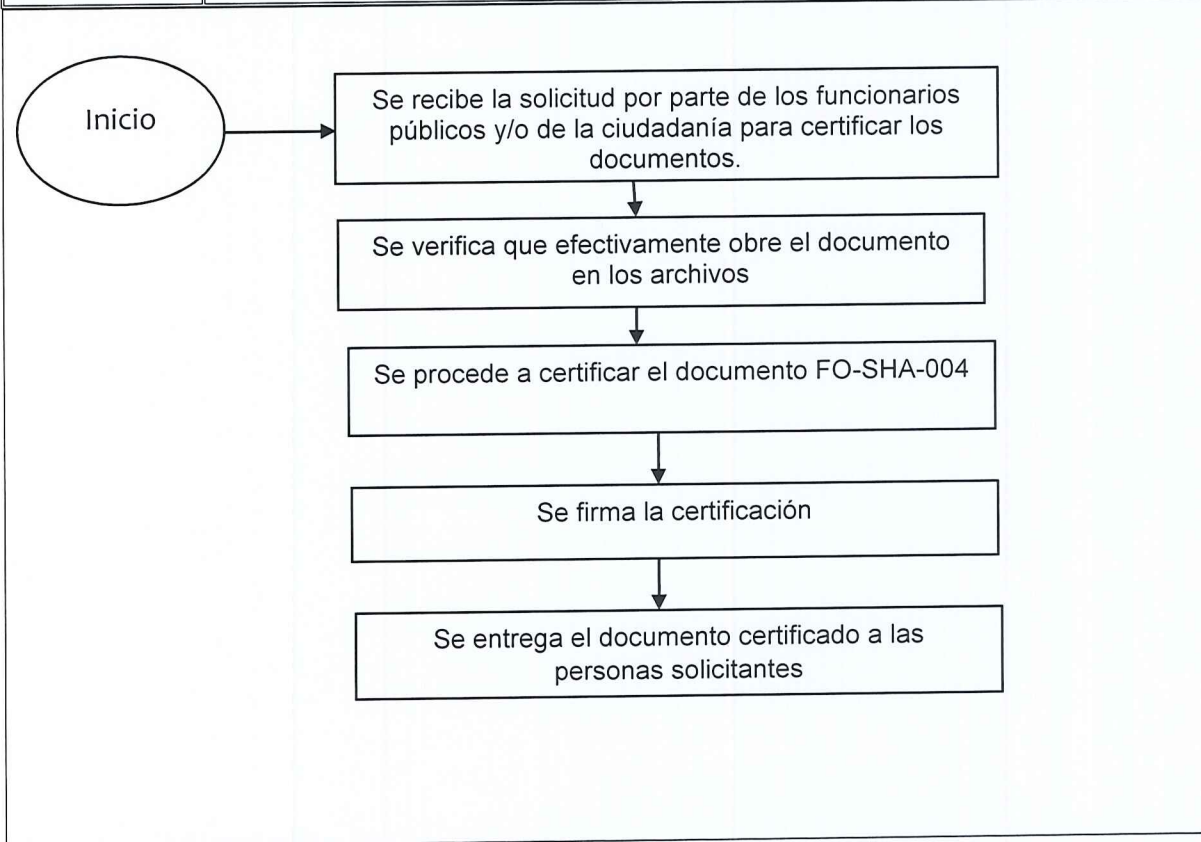 Inicio
Se recibe la solicitud por parte de los funcionarios
públicos y/o de la ciudadanía para certificar los
documentos.
Se verifica que efectivamente obre el documento
en los archivos
Se procede a certificar el documento FO-SHA-004
Se firma la certificación
Se entrega el documento certificado a las
personas solicitantes